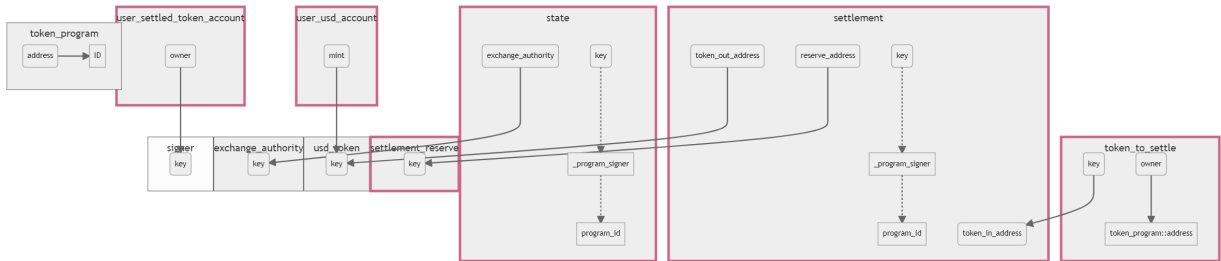 user_settled_token_account
user_usd_account
state
settlement
token_program
address
ID
owner
mint
exchange_authority
key
token_out_address
reserve_address
key
signer
exchange_authority
usd_token
settlement_reserve
token_to_settle
key
key
key
key
_program_signer
_program_signer
key
owner
program_id
program_id
token_in_address
token_program::address